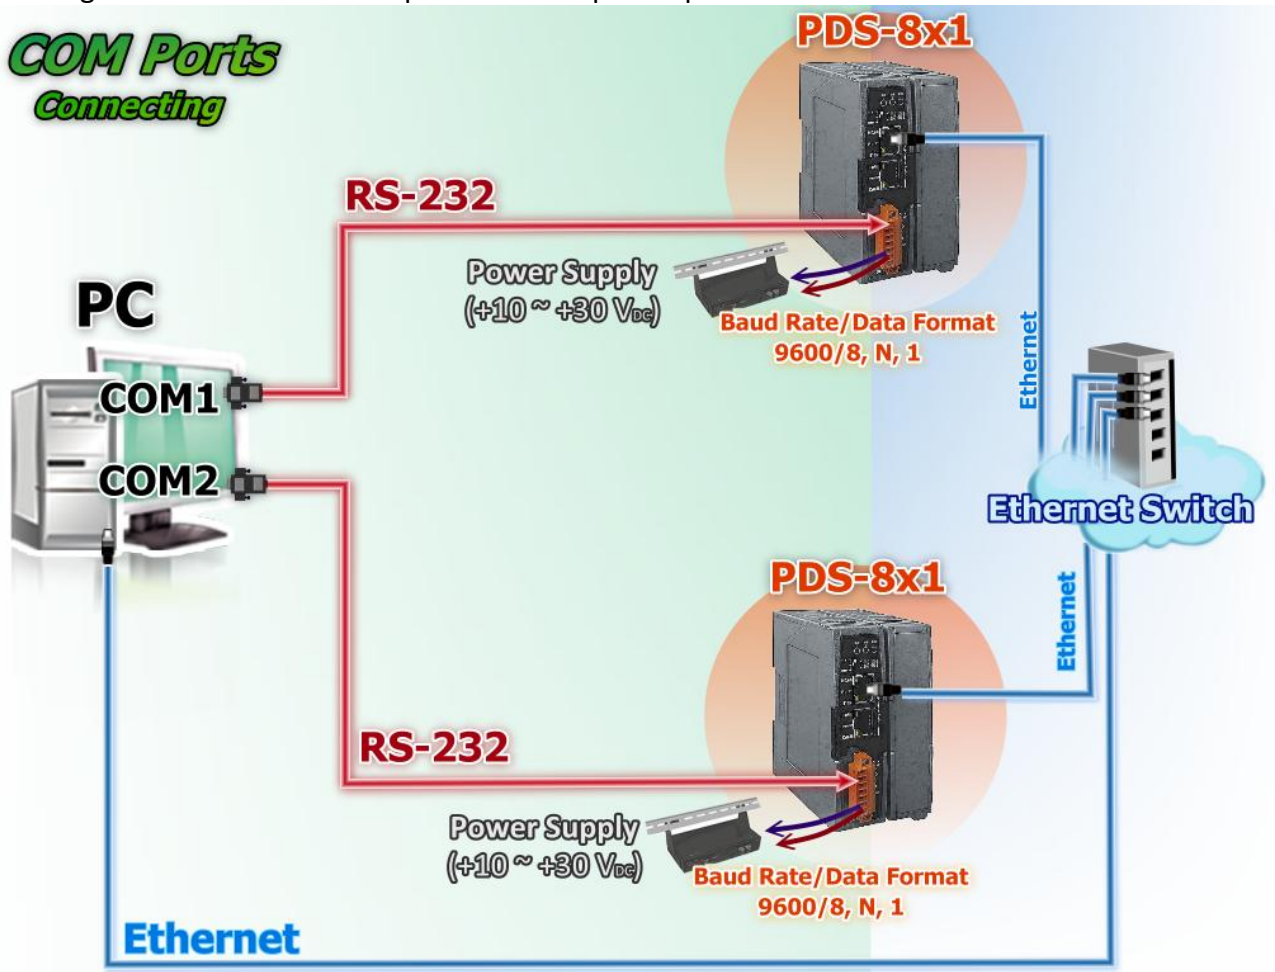 COM Ports
Connecting
PDS-8x1
RS-232
Power Supply
(+10 ~ +30 VDC)
Baud Rate/Data Format
9600/8, N, 1
Ethernet
PC
COM1
COM2
Ethernet Switch
PDS-8x1
Ethernet
RS-232
Power Supply
(+10 ~ +30 VDC)
Baud Rate/Data Format
9600/8, N, 1
Ethernet